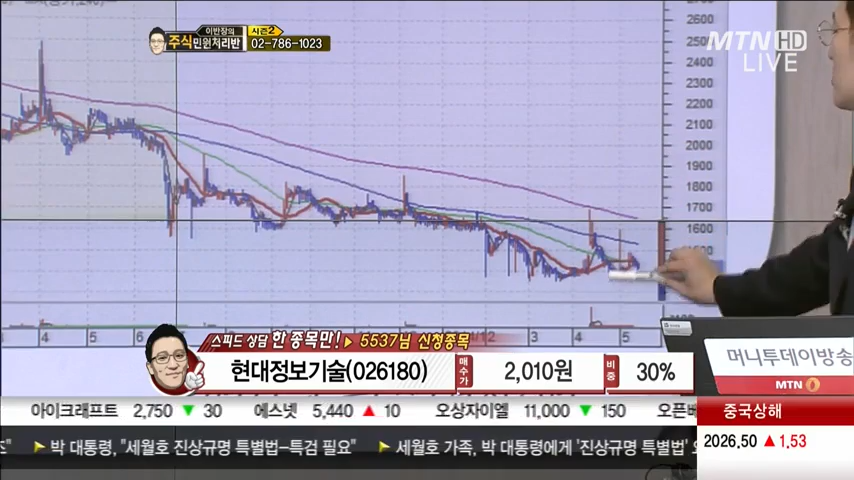 이반장의 시즌2
주식민원처리반 02-786-1023
MTN HD
LIVE
2600
2500
2400
2300
2200
2100
2000
1900
1800
1700
1600
4 5 6 12 3 4 5
스피드 상담 한 종목만! ▶ 5537님 신청종목
현대정보기술(026180) 매수가 2,010원 비중 30%
머니투데이방송
MTN
아이크래프트 2,750 ▼ 30 에스넷 5,440 ▲ 10 오상자이엘 11,000 ▼ 150 오픈베
중국상해
2026.50 ▲ 1.53
▶ 박 대통령, "세월호 진상규명 특별법-특검 필요" ▶ 세월호 가족, 박 대통령에게 '진상규명 특별법'